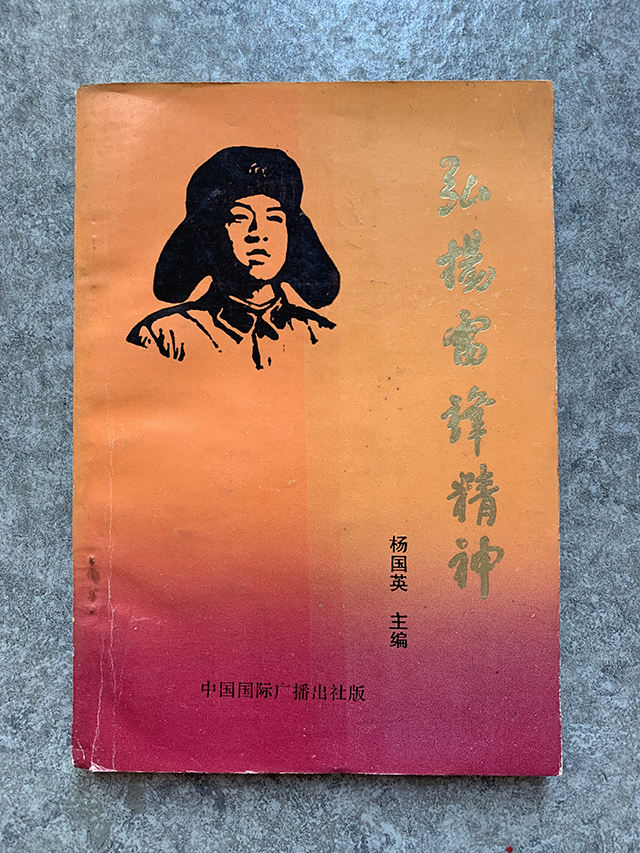 弘揚雷鋒精神
杨国英 主编
中国国际广播出社版